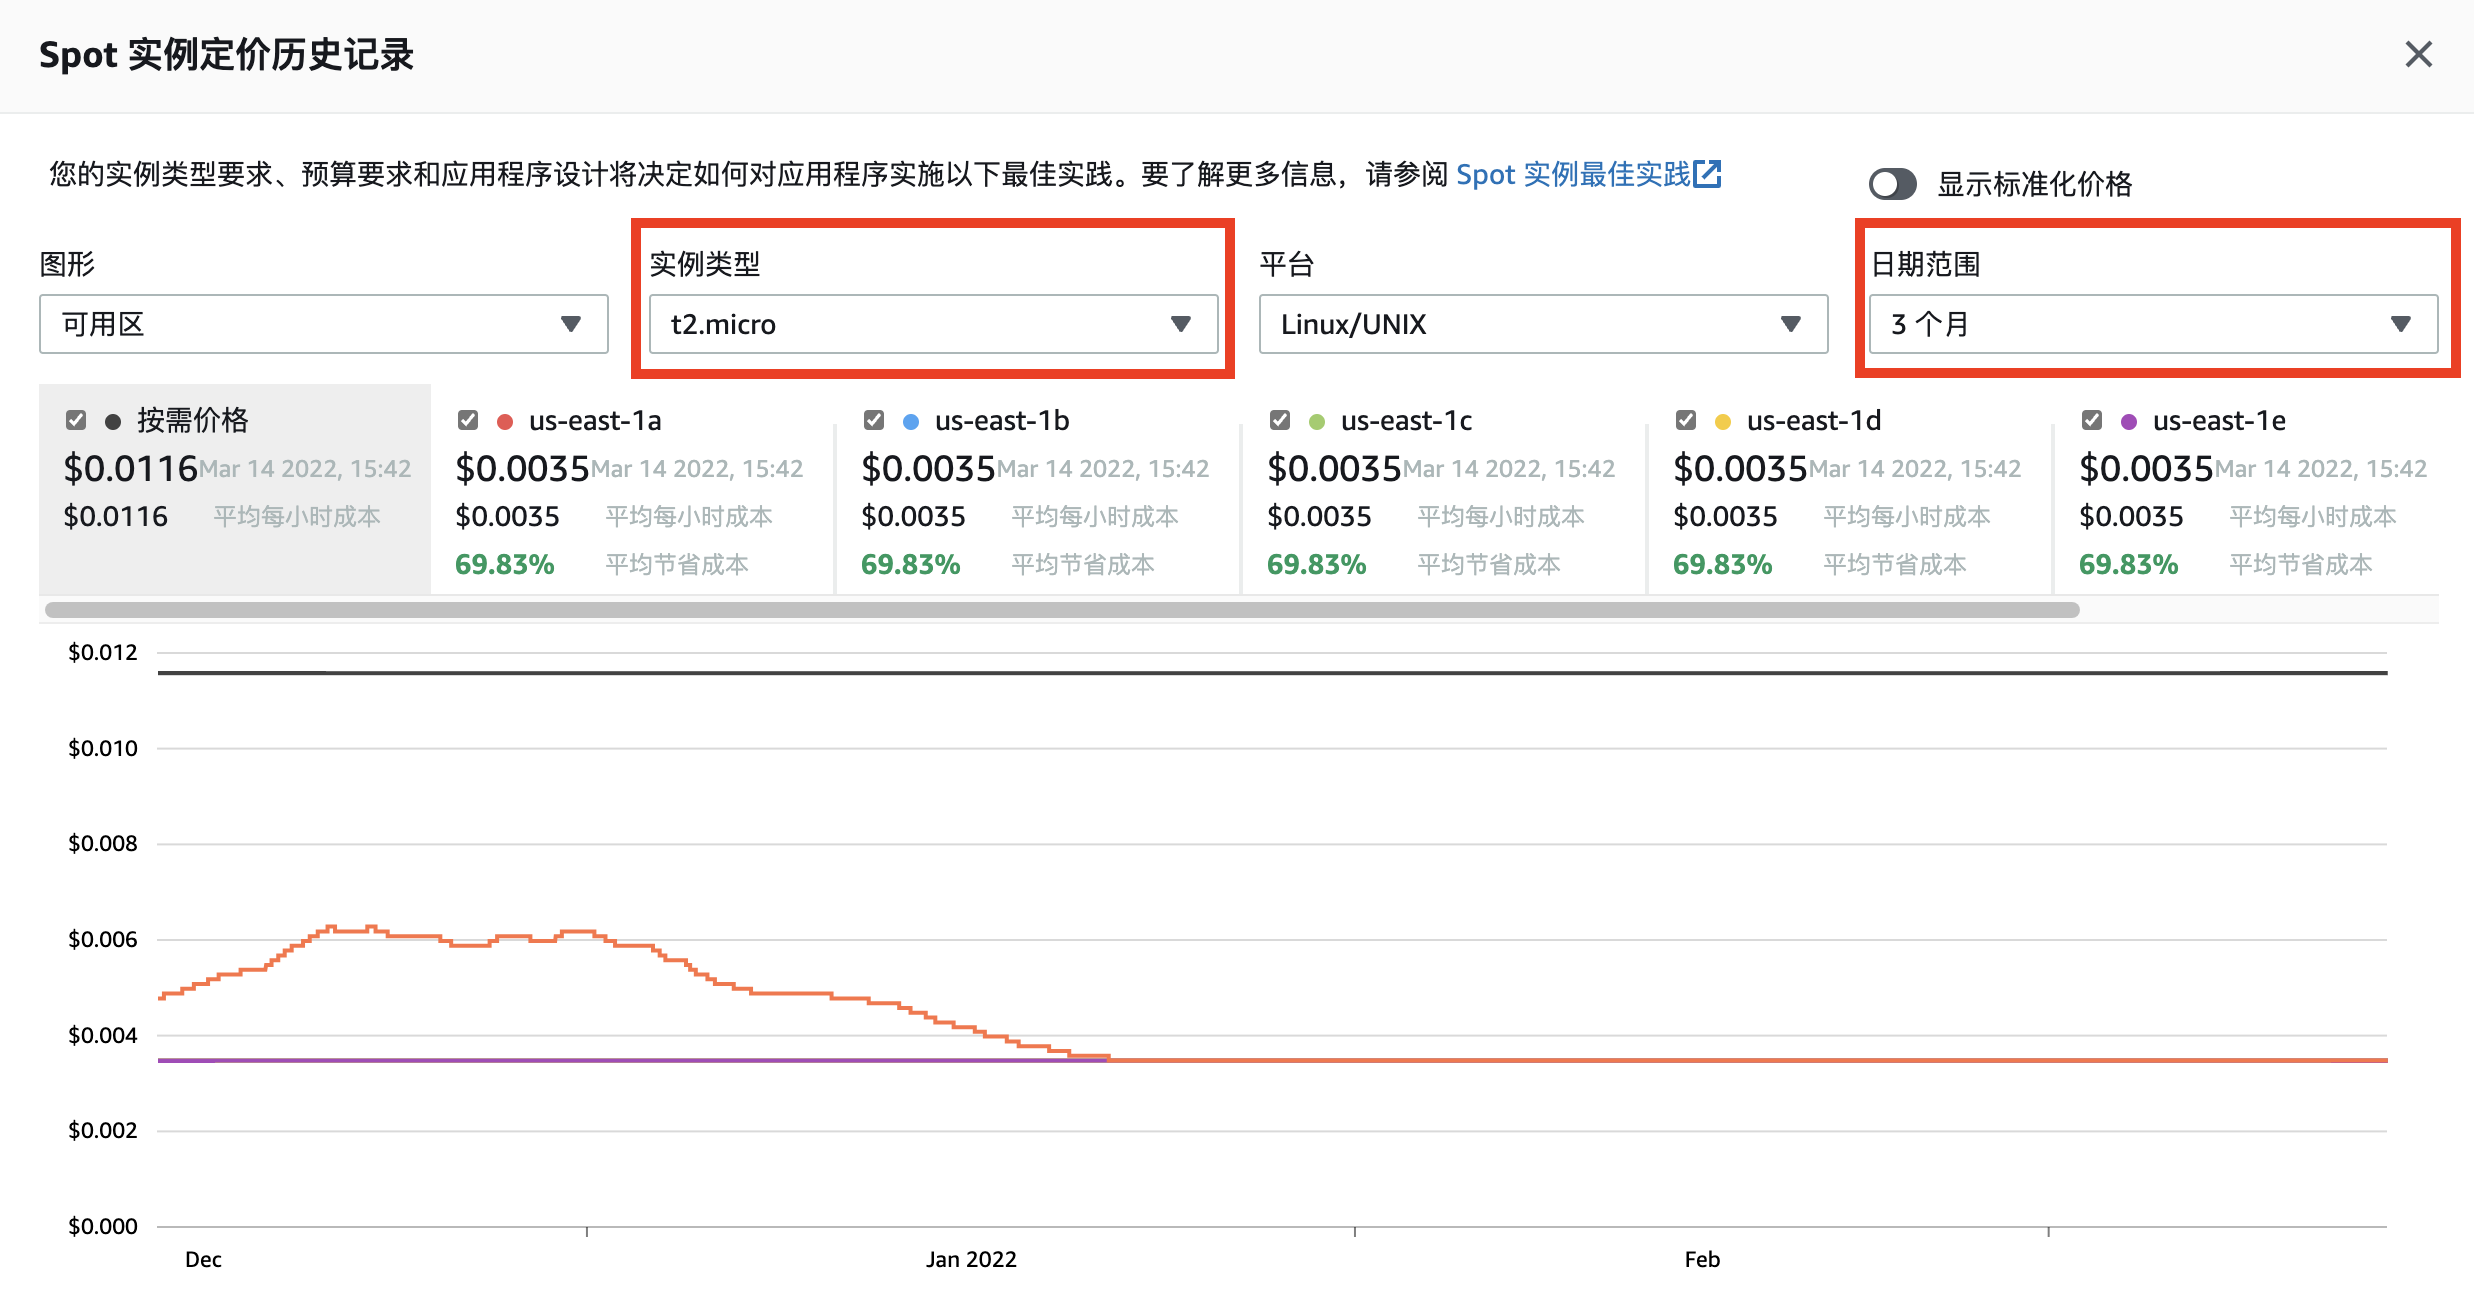 Spot 实例定价历史记录
您的实例类型要求、预算要求和应用程序设计将决定如何对应用程序实施以下最佳实践。要了解更多信息，请参阅 Spot 实例最佳实践
显示标准化价格
图形
实例类型
平台
日期范围
可用区
t2.micro
Linux/UNIX
3 个月
按需价格
$0.0116 Mar 14 2022, 15:42
$0.0116 平均每小时成本
us-east-1a
$0.0035 Mar 14 2022, 15:42
$0.0035 平均每小时成本
69.83% 平均节省成本
us-east-1b
$0.0035 Mar 14 2022, 15:42
$0.0035 平均每小时成本
69.83% 平均节省成本
us-east-1c
$0.0035 Mar 14 2022, 15:42
$0.0035 平均每小时成本
69.83% 平均节省成本
us-east-1d
$0.0035 Mar 14 2022, 15:42
$0.0035 平均每小时成本
69.83% 平均节省成本
us-east-1e
$0.0035 Mar 14 2022, 15:42
$0.0035 平均每小时成本
69.83% 平均节省成本
$0.012
$0.010
$0.008
$0.006
$0.004
$0.002
$0.000
Dec
Jan 2022
Feb